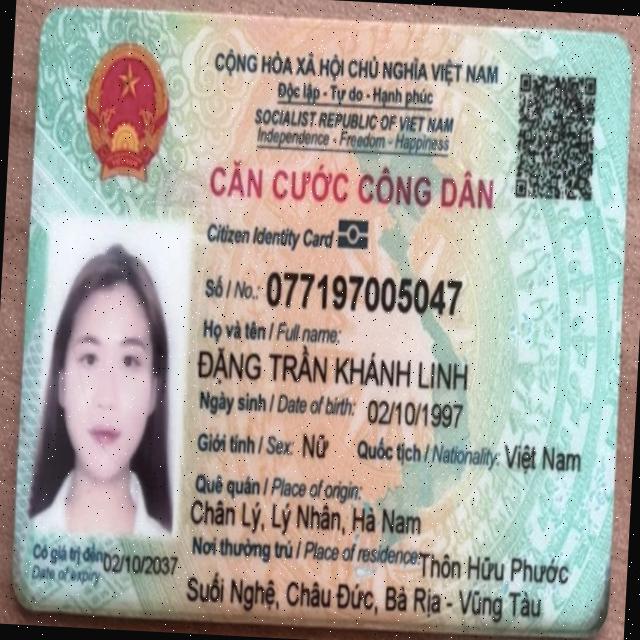 CỘNG HÒA XÃ HỘI CHỦ NGHĨA VIỆT NAM
Độc lập - Tự do - Hạnh phúc
SOCIALIST REPUBLIC OF VIET NAM
Independence - Freedom - Happiness
CĂN CƯỚC CÔNG DÂN
Citizen Identity Card
Số / No.: 077197005047
Họ và tên / Full name:
ĐẶNG TRẦN KHÁNH LINH
Ngày sinh / Date of birth: 02/10/1997
Giới tính / Sex: Nữ Quốc tịch / Nationality: Việt Nam
Quê quán / Place of origin:
Chân Lý, Lý Nhân, Hà Nam
Nơi thường trú / Place of residence: Thôn Hữu Phước
Suối Nghệ, Châu Đức, Bà Rịa - Vũng Tàu
Có giá trị đến: 02/10/2037
Date of expiry